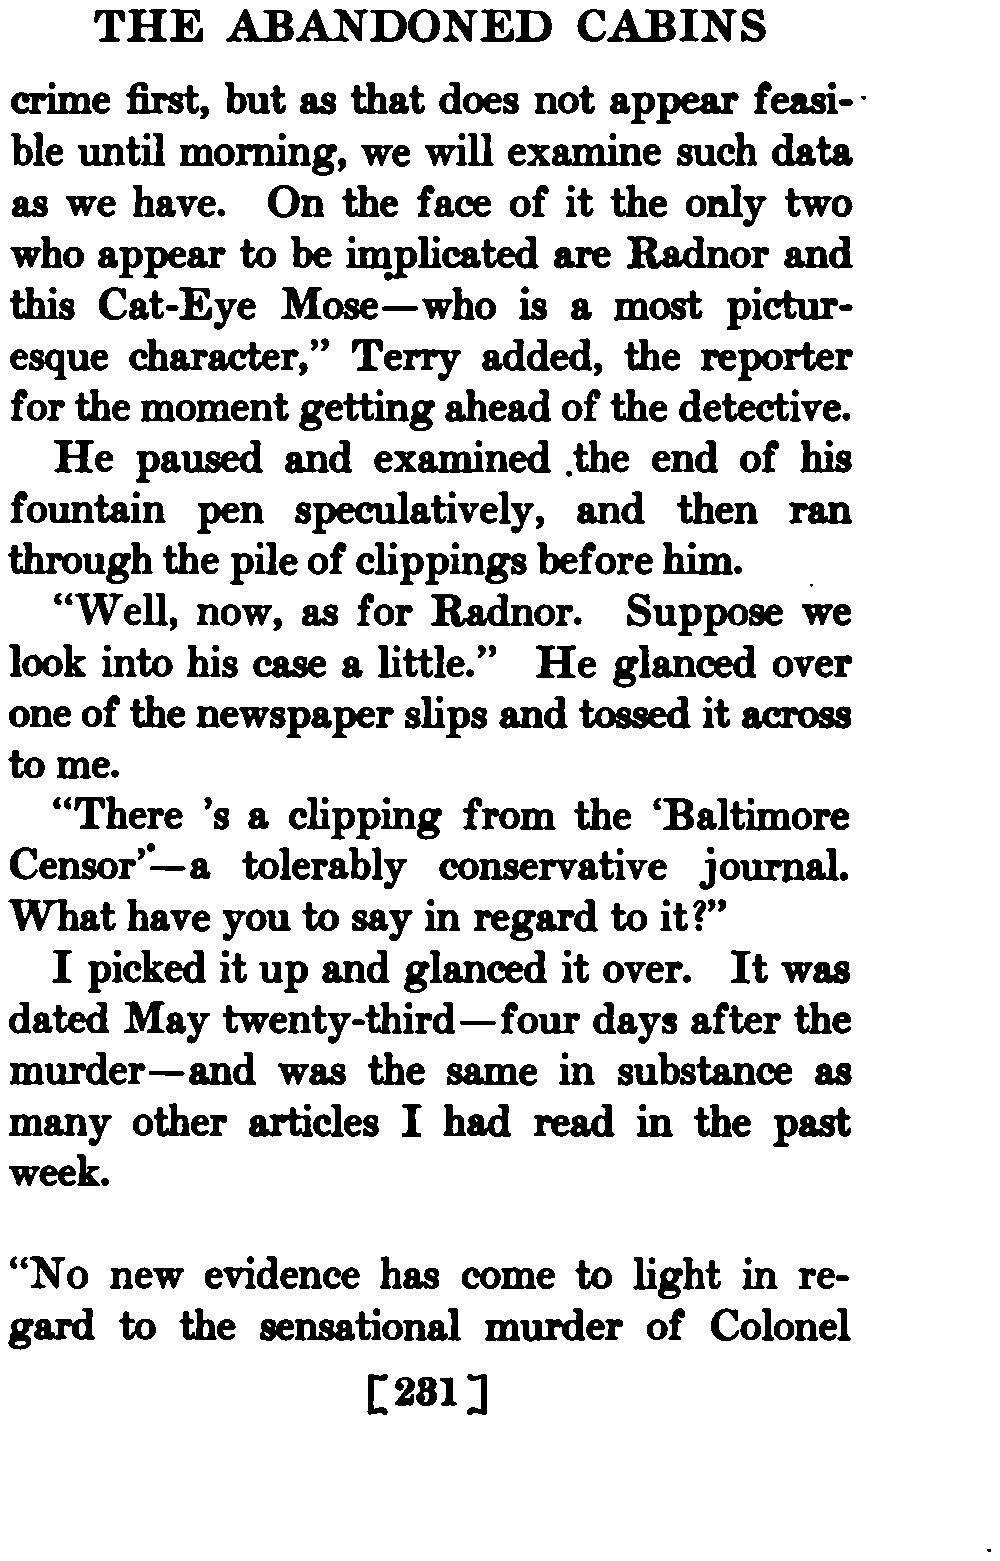 THE ABANDONED CABINS
crime first, but as that does not appear feasi-
ble until morning, we will examine such data
as we have. On the face of it the only two
who appear to be implicated are Radnor and
this Cat-Eye Mose—who is a most pictur-
esque character,” Terry added, the reporter
for the moment getting ahead of the detective.
He paused and examined the end of his
fountain pen speculatively, and then ran
through the pile of clippings before him.
“Well, now, as for Radnor. Suppose we
look into his case a little.” He glanced over
one of the newspaper slips and tossed it across
to me.
“There 's a clipping from the ‘Baltimore
Censor’—a tolerably conservative journal.
What have you to say in regard to it?”
I picked it up and glanced it over. It was
dated May twenty-third—four days after the
murder—and was the same in substance as
many other articles I had read in the past
week.
“No new evidence has come to light in re-
gard to the sensational murder of Colonel
[231]